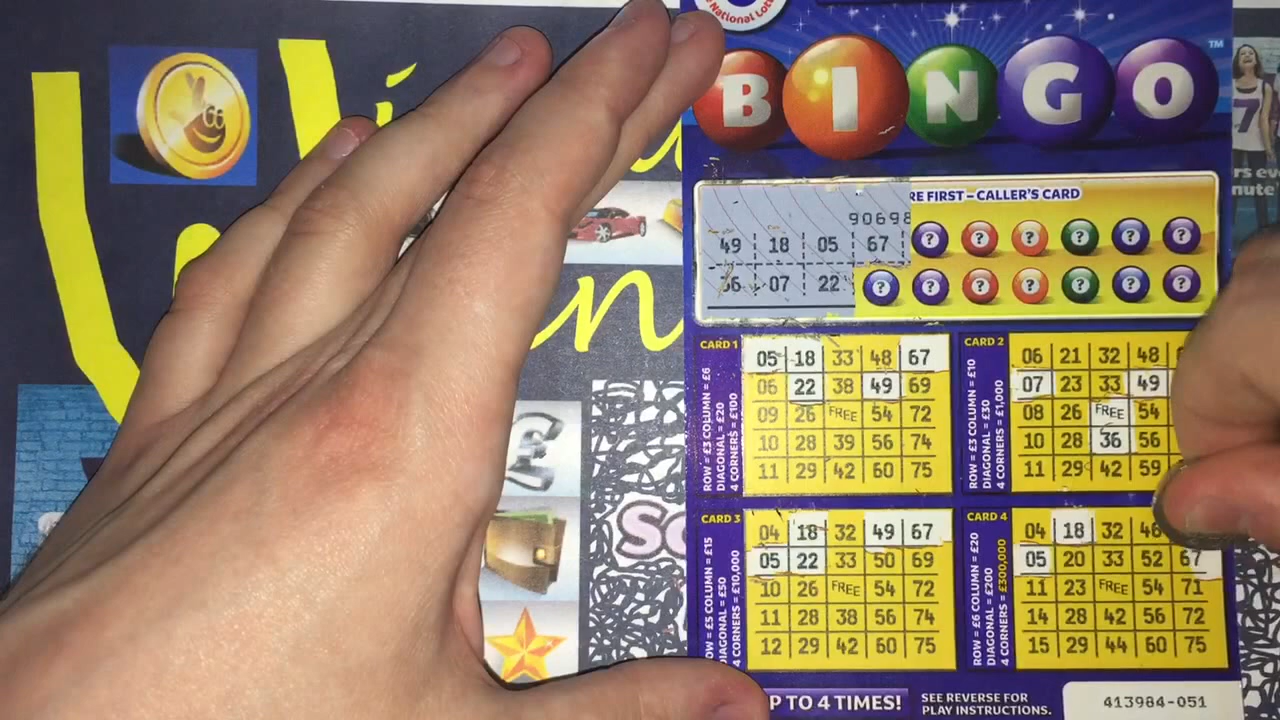 National Lott
BINGO™
RE FIRST – CALLER'S CARD
90698
49 18 05 67
36 07 22
CARD 1
ROW = £3 COLUMN = £6
DIAGONAL = £20
4 CORNERS = £100
05 18 33 48 67
06 22 38 49 69
09 26 FREE 54 72
10 28 39 56 74
11 29 42 60 75
CARD 2
ROW = £3 COLUMN = £10
DIAGONAL = £30
4 CORNERS = £1,000
06 21 32 48
07 23 33 49
08 26 FREE 54
10 28 36 56
11 29 42 59
CARD 3
ROW = £5 COLUMN = £15
DIAGONAL = £50
4 CORNERS = £10,000
04 18 32 49 67
05 22 33 50 69
10 26 FREE 54 72
11 28 38 56 74
12 29 42 60 75
CARD 4
ROW = £6 COLUMN = £20
DIAGONAL = £200
4 CORNERS = £300,000
04 18 32 46
05 20 33 52 67
11 23 FREE 54 71
14 28 42 56 72
15 29 44 60 75
P TO 4 TIMES!
SEE REVERSE FOR
PLAY INSTRUCTIONS.
413984-051
7